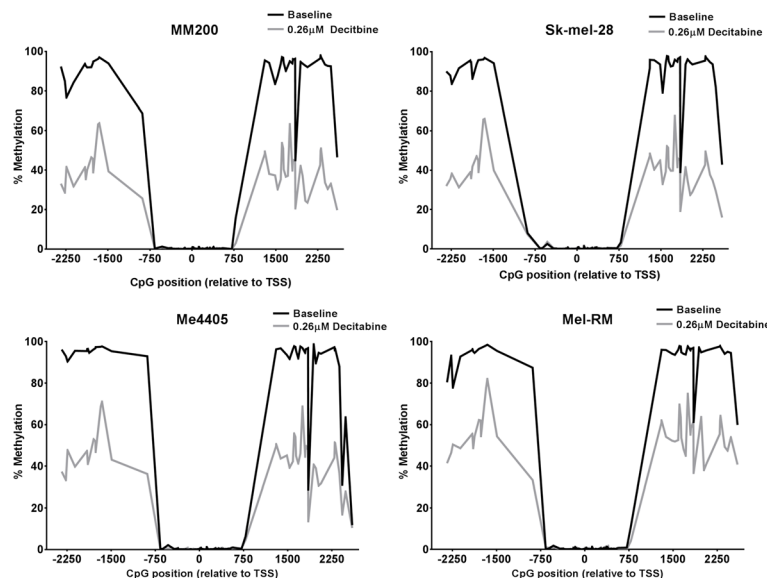 MM200
Baseline
0.26μM Decitbine
% Methylation
100
80
60
40
20
0
-2250 -1500 -750 0 750 1500 2250
CpG position (relative to TSS)
Sk-mel-28
Baseline
0.26μM Decitabine
% Methylation
100
80
60
40
20
0
-2250 -1500 -750 0 750 1500 2250
CpG position (relative to TSS)
Me4405
Baseline
0.26μM Decitabine
% Methylation
100
80
60
40
20
0
-2250 -1500 -750 0 750 1500 2250
CpG position (relative to TSS)
Mel-RM
Baseline
0.26μM Decitabine
% Methylation
100
80
60
40
20
0
-2250 -1500 -750 0 750 1500 2250
CpG position (relative to TSS)